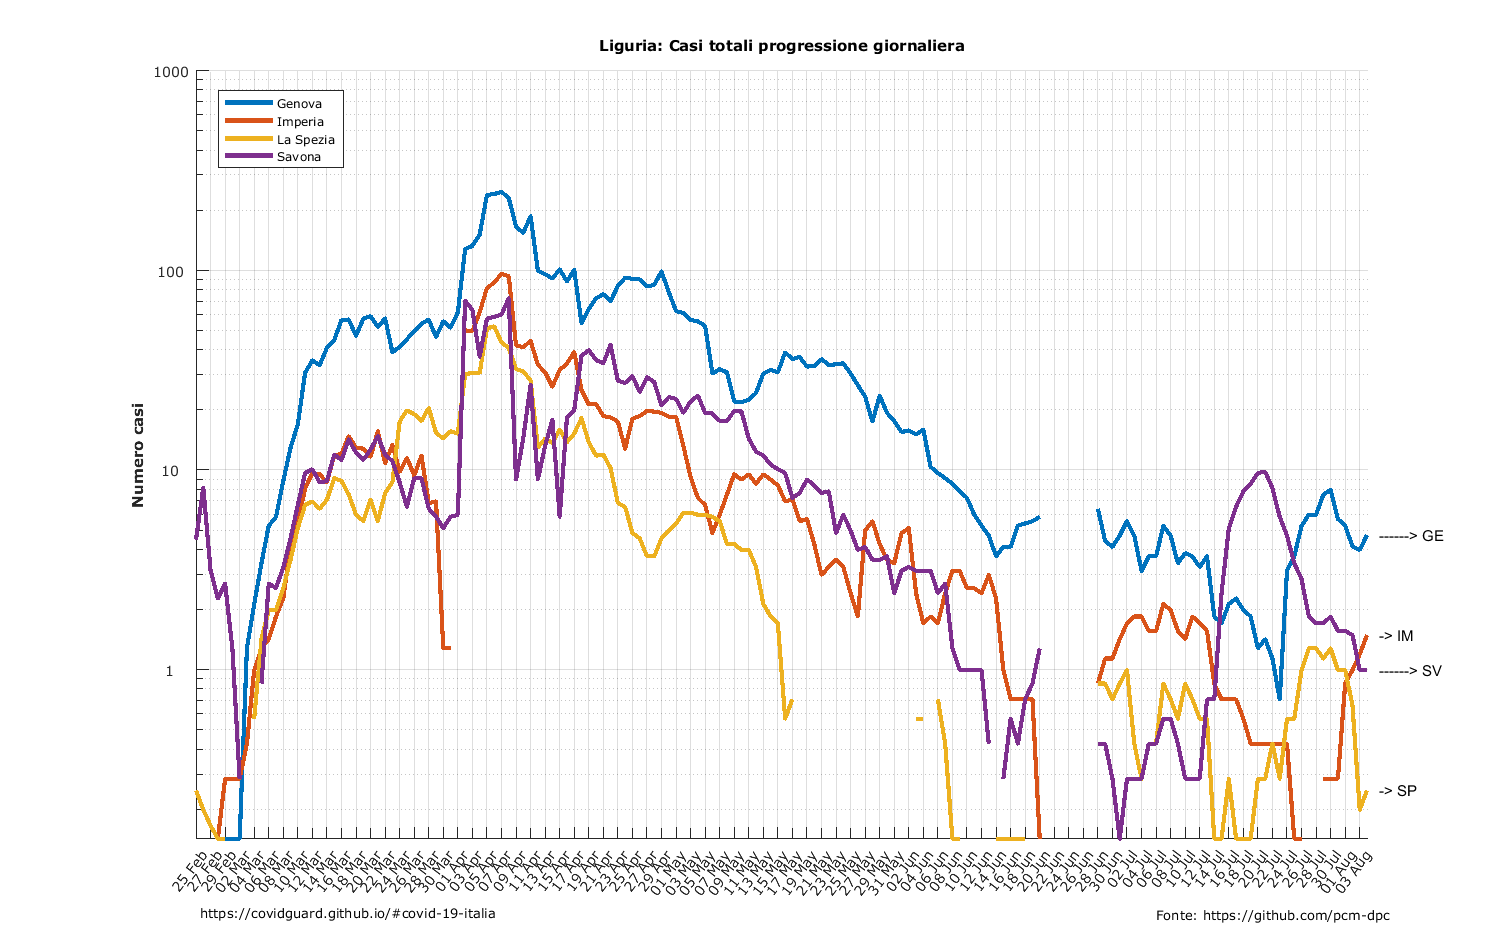 Liguria: Casi totali progressione giornaliera
1000
100
10
1
Numero casi
Genova
Imperia
La Spezia
Savona
------> GE
-> IM
------> SV
-> SP
25 Feb
27 Feb
29 Feb
02 Mar
04 Mar
06 Mar
08 Mar
10 Mar
12 Mar
14 Mar
16 Mar
18 Mar
20 Mar
22 Mar
24 Mar
26 Mar
28 Mar
30 Mar
01 Apr
03 Apr
05 Apr
07 Apr
09 Apr
11 Apr
13 Apr
15 Apr
17 Apr
19 Apr
21 Apr
23 Apr
25 Apr
27 Apr
29 Apr
01 May
03 May
05 May
07 May
09 May
11 May
13 May
15 May
17 May
19 May
21 May
23 May
25 May
27 May
29 May
31 May
02 Jun
04 Jun
06 Jun
08 Jun
10 Jun
12 Jun
14 Jun
16 Jun
18 Jun
20 Jun
22 Jun
24 Jun
26 Jun
28 Jun
30 Jun
02 Jul
04 Jul
06 Jul
08 Jul
10 Jul
12 Jul
14 Jul
16 Jul
18 Jul
20 Jul
22 Jul
24 Jul
26 Jul
28 Jul
30 Jul
01 Aug
03 Aug
https://covidguard.github.io/#covid-19-italia
Fonte: https://github.com/pcm-dpc